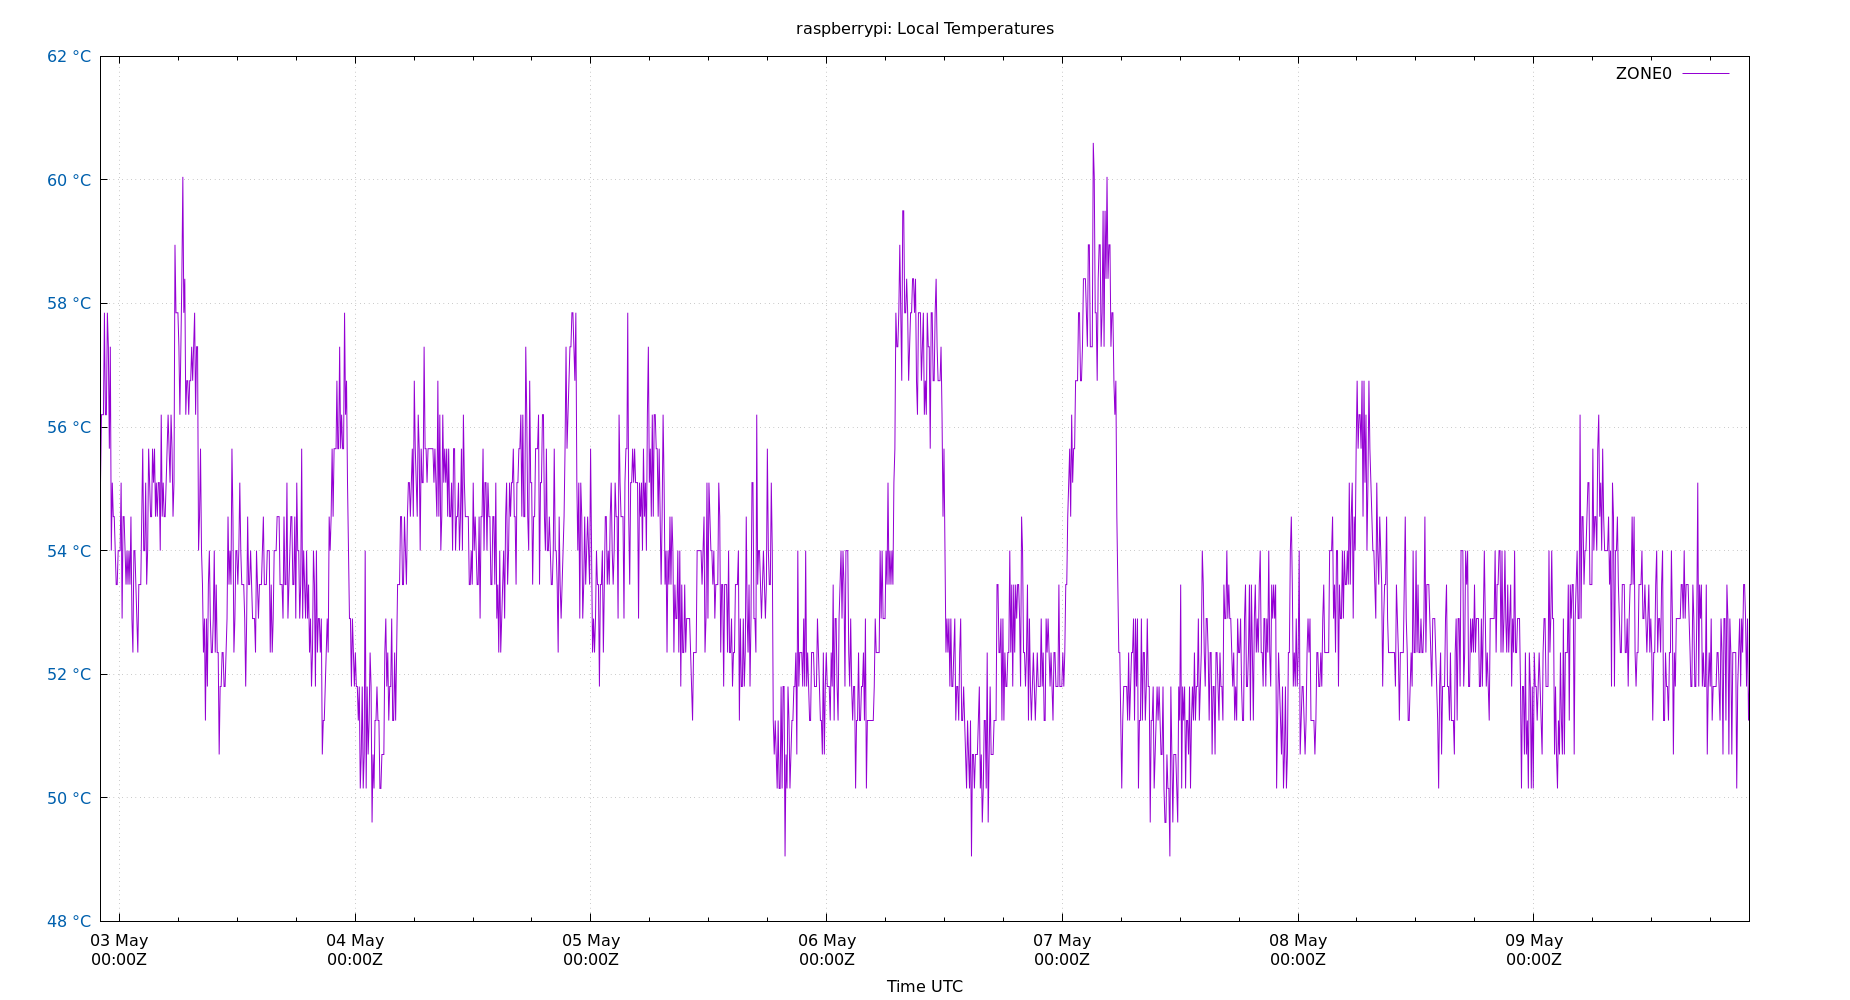 raspberrypi: Local Temperatures
62 °C
ZONE0
60 °C
58 °C
56 °C
54 °C
52 °C
50 °C
48 °C
03 May 04 May 05 May 06 May 07 May 08 May 09 May
00:00Z 00:00Z 00:00Z 00:00Z 00:00Z 00:00Z 00:00Z
Time UTC